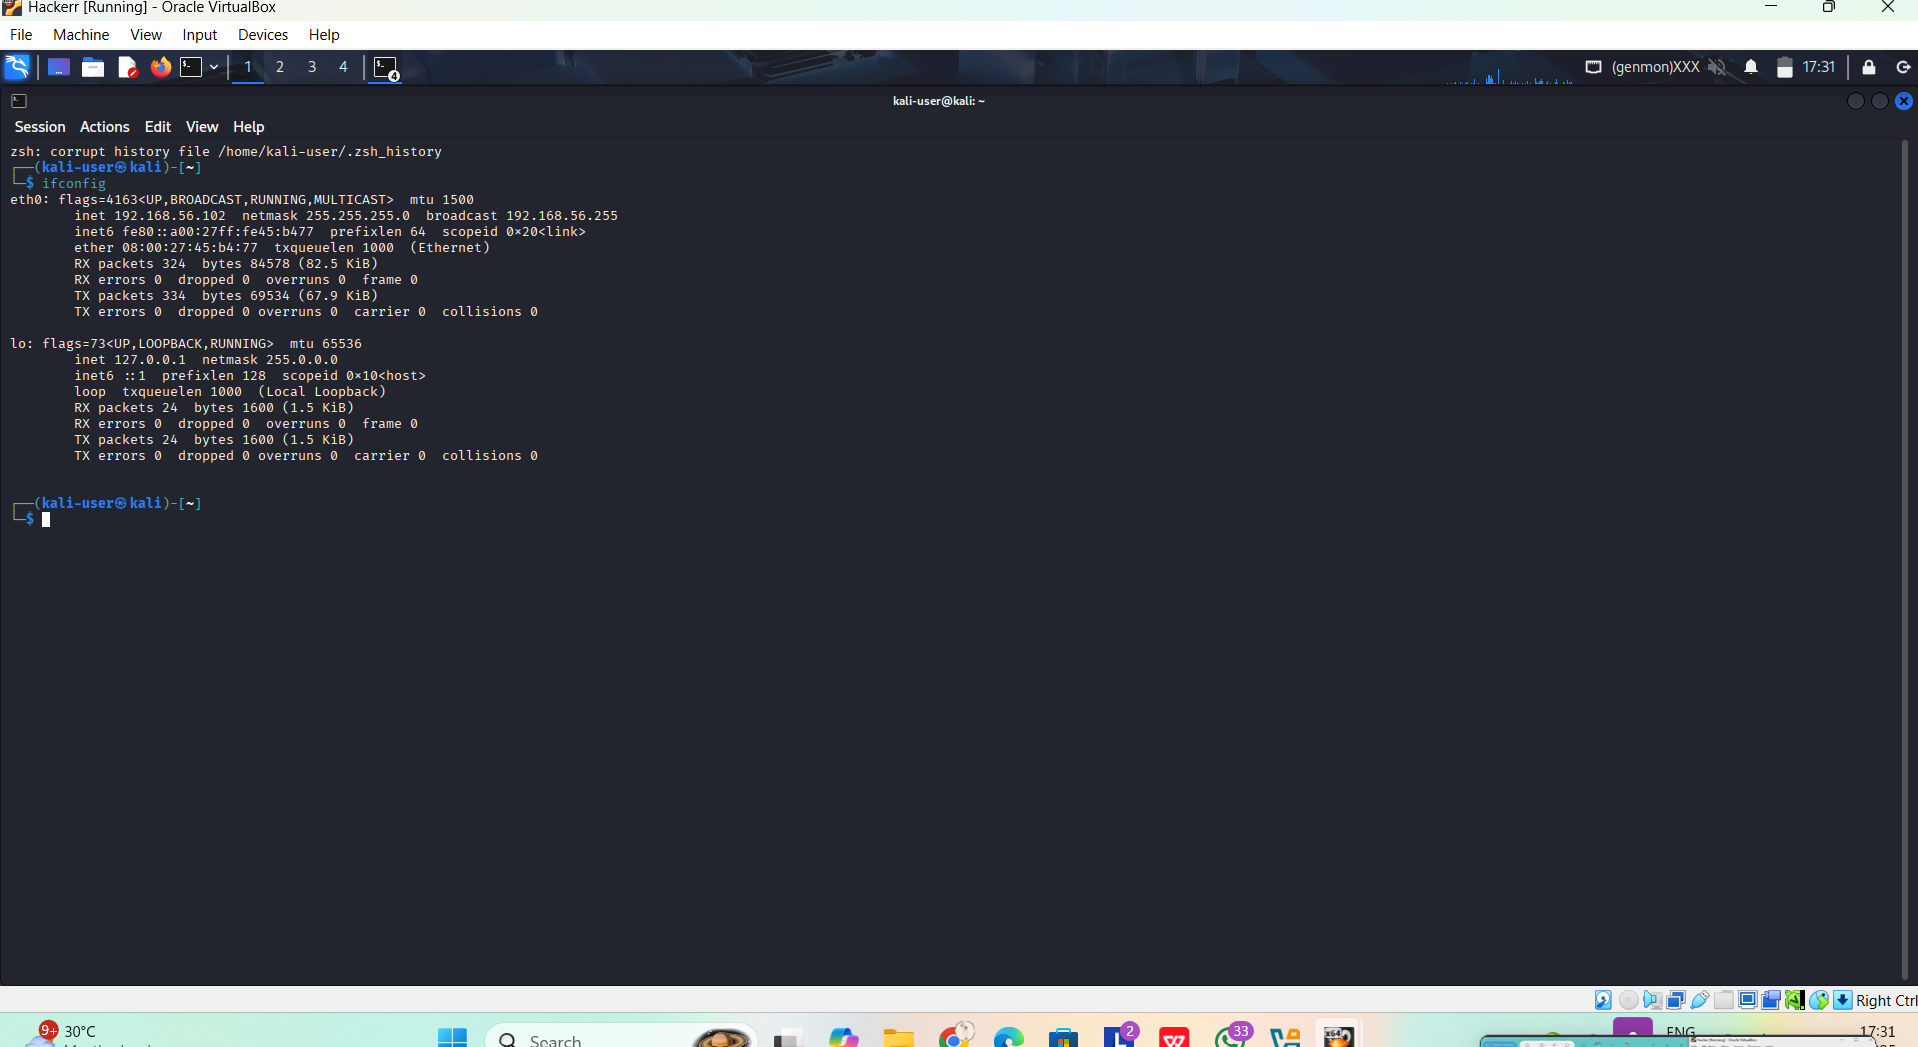 Hackerr [Running] - Oracle VirtualBox
File Machine View Input Devices Help
1 2 3 4 4 (genmon)XXX 17:31
kali-user@kali: ~
Session Actions Edit View Help
zsh: corrupt history file /home/kali-user/.zsh_history
┌──(kali-user㉿kali)-[~]
└─$ ifconfig
eth0: flags=4163<UP,BROADCAST,RUNNING,MULTICAST>  mtu 1500
        inet 192.168.56.102  netmask 255.255.255.0  broadcast 192.168.56.255
        inet6 fe80::a00:27ff:fe45:b477  prefixlen 64  scopeid 0×20<link>
        ether 08:00:27:45:b4:77  txqueuelen 1000  (Ethernet)
        RX packets 324  bytes 84578 (82.5 KiB)
        RX errors 0  dropped 0  overruns 0  frame 0
        TX packets 334  bytes 69534 (67.9 KiB)
        TX errors 0  dropped 0 overruns 0  carrier 0  collisions 0
lo: flags=73<UP,LOOPBACK,RUNNING>  mtu 65536
        inet 127.0.0.1  netmask 255.0.0.0
        inet6 ::1  prefixlen 128  scopeid 0×10<host>
        loop  txqueuelen 1000  (Local Loopback)
        RX packets 24  bytes 1600 (1.5 KiB)
        RX errors 0  dropped 0  overruns 0  frame 0
        TX packets 24  bytes 1600 (1.5 KiB)
        TX errors 0  dropped 0 overruns 0  carrier 0  collisions 0
┌──(kali-user㉿kali)-[~]
└─$
Right Ctrl
9+ 30°C
Search 2 33 X64 ENG 17:31